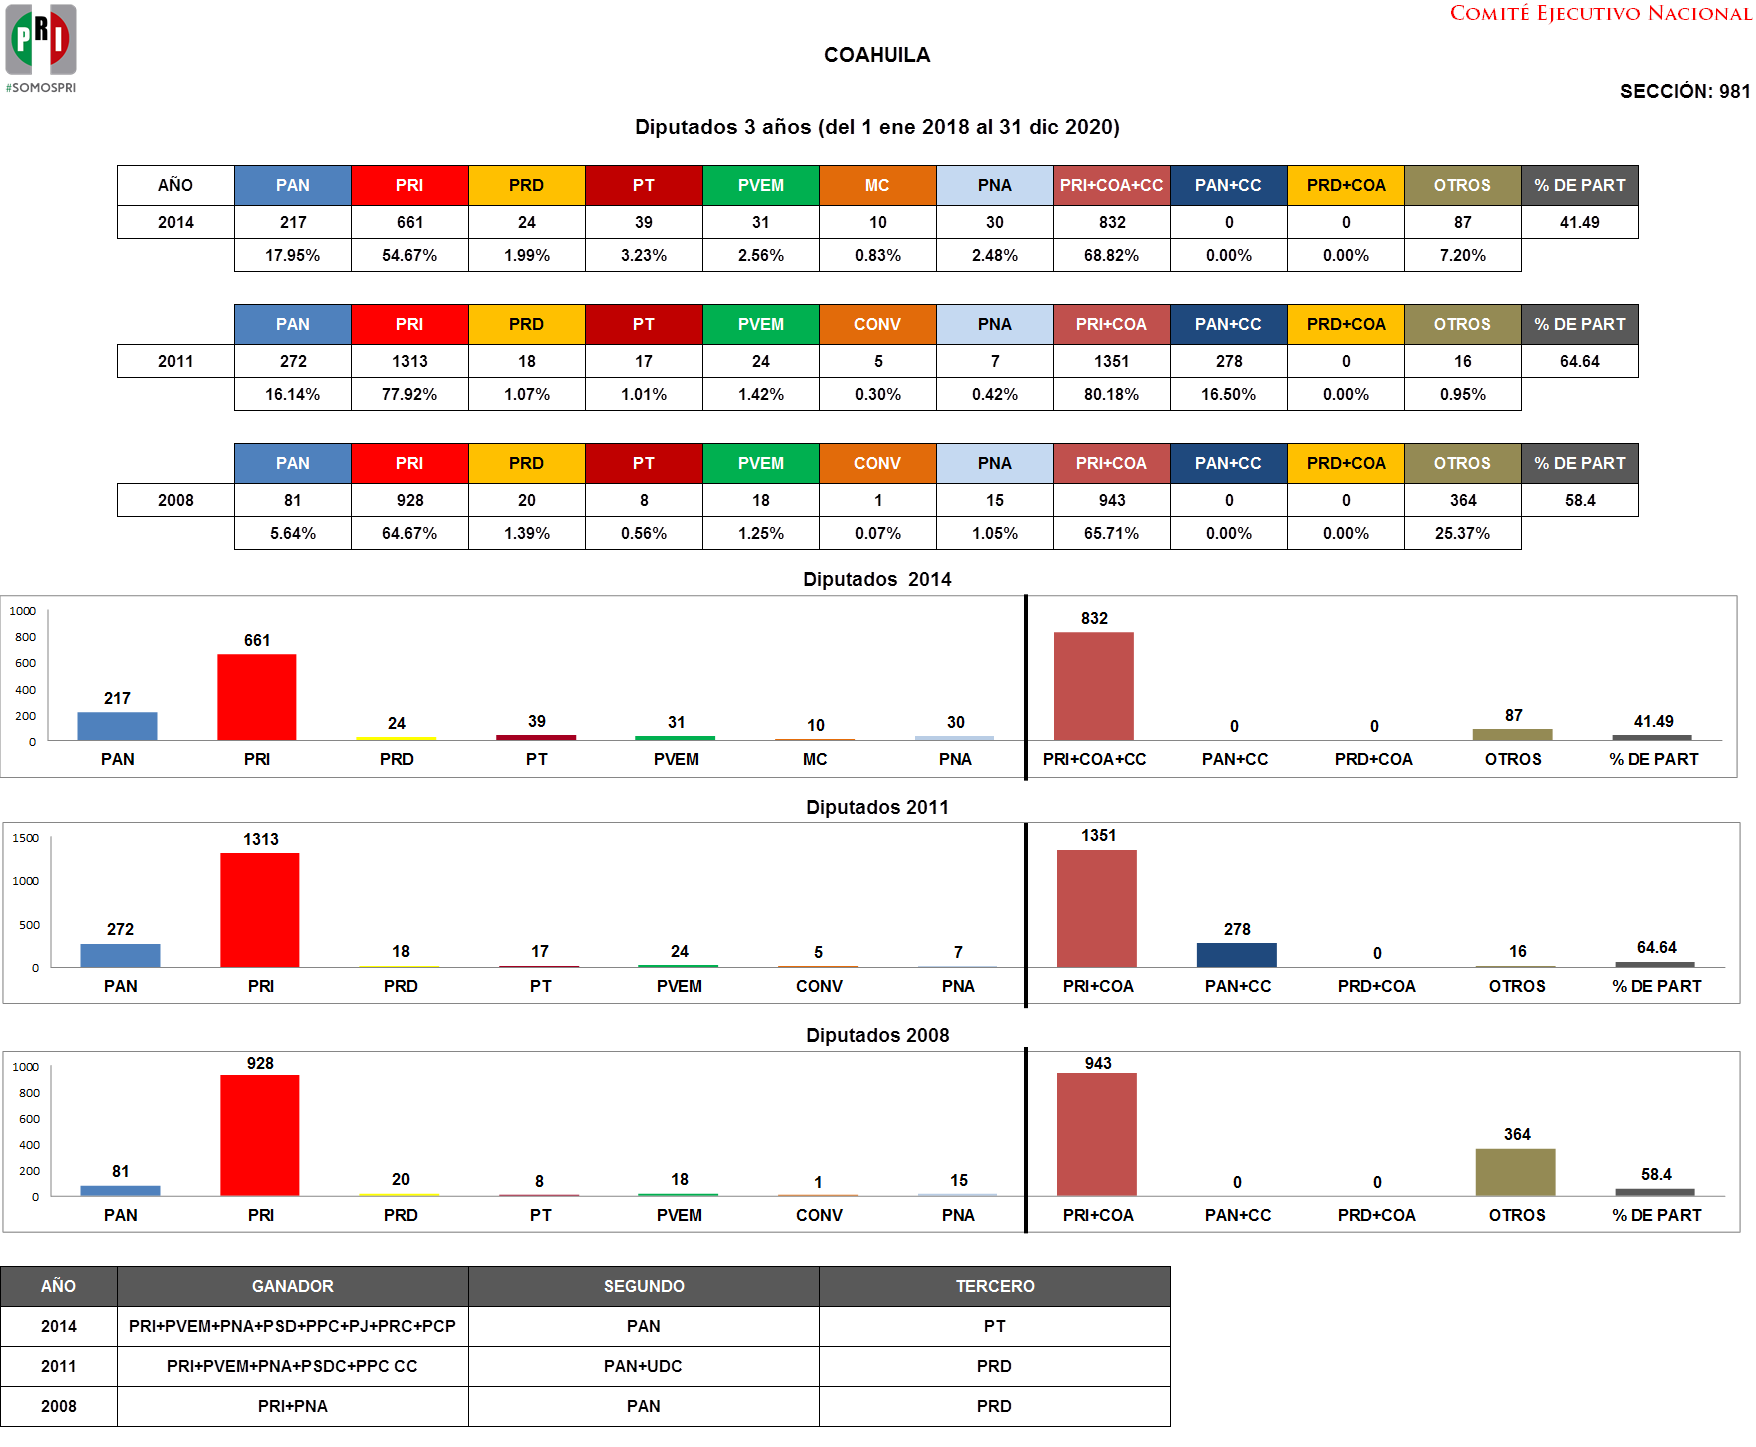 PRI
#SOMOSPRI
COMITÉ EJECUTIVO NACIONAL
COAHUILA
SECCIÓN: 981
Diputados 3 años (del 1 ene 2018 al 31 dic 2020)
AÑO PAN PRI PRD PT PVEM MC PNA PRI+COA+CC PAN+CC PRD+COA OTROS % DE PART
2014 217 661 24 39 31 10 30 832 0 0 87 41.49
17.95% 54.67% 1.99% 3.23% 2.56% 0.83% 2.48% 68.82% 0.00% 0.00% 7.20%
PAN PRI PRD PT PVEM CONV PNA PRI+COA PAN+CC PRD+COA OTROS % DE PART
2011 272 1313 18 17 24 5 7 1351 278 0 16 64.64
16.14% 77.92% 1.07% 1.01% 1.42% 0.30% 0.42% 80.18% 16.50% 0.00% 0.95%
PAN PRI PRD PT PVEM CONV PNA PRI+COA PAN+CC PRD+COA OTROS % DE PART
2008 81 928 20 8 18 1 15 943 0 0 364 58.4
5.64% 64.67% 1.39% 0.56% 1.25% 0.07% 1.05% 65.71% 0.00% 0.00% 25.37%
Diputados 2014
1000
800
600
400
200
0
217 661 24 39 31 10 30 832 0 0 87 41.49
PAN PRI PRD PT PVEM MC PNA PRI+COA+CC PAN+CC PRD+COA OTROS % DE PART
Diputados 2011
1500
1000
500
0
272 1313 18 17 24 5 7 1351 278 0 16 64.64
PAN PRI PRD PT PVEM CONV PNA PRI+COA PAN+CC PRD+COA OTROS % DE PART
Diputados 2008
1000
800
600
400
200
0
81 928 20 8 18 1 15 943 0 0 364 58.4
PAN PRI PRD PT PVEM CONV PNA PRI+COA PAN+CC PRD+COA OTROS % DE PART
AÑO GANADOR SEGUNDO TERCERO
2014 PRI+PVEM+PNA+PSD+PPC+PJ+PRC+PCP PAN PT
2011 PRI+PVEM+PNA+PSDC+PPC CC PAN+UDC PRD
2008 PRI+PNA PAN PRD